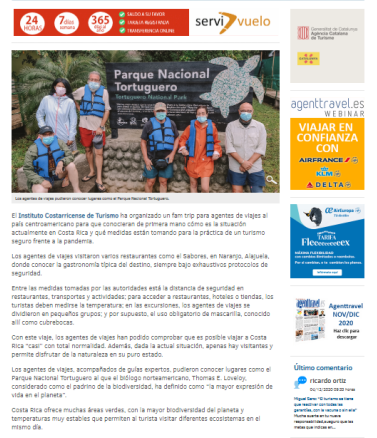 24
HORAS
7 días
semana
365
días al
año
SALDO A SU FAVOR
TRANSFERENCIA ONLINE
servivuelo
Parque Nacional
Tortuguero
Tortuguero National Park
Los agentes de viajes pudieron conocer lugares como el Parque Nacional Tortuguero.
El Instituto Costarricense de Turismo ha organizado un fam trip para agentes de viajes al
país centroamericano para que conocieran de primera mano cómo es la situación
actualmente en Costa Rica y qué medidas están tomando para la práctica de un turismo
seguro frente a la pandemia.
Los agentes de viajes visitaron varios restaurantes como el Sabores, en Naranjo, Alajuela,
donde conocer la gastronomía típica del destino, siempre bajo exhaustivos protocolos de
seguridad.
Entre las medidas tomadas por las autoridades está la distancia de seguridad en
restaurantes, transportes y actividades; para acceder a restaurantes, hoteles o tiendas, los
turistas deben medirse la temperatura; en las excursiones, los agentes de viajes se
dividieron en pequeños grupos; y por supuesto, el uso obligatorio de mascarilla, conocido
allí como cubrebocas.
Con este viaje, los agentes de viajes han podido comprobar que es posible viajar a Costa
Rica "casi" con total normalidad. Además, dada la situación actual, apenas hay visitantes y
permite disfrutar de la naturaleza en su puro estado.
Los agentes de viajes, acompañados de guías expertos, pudieron conocer lugares como el
Parque Nacional Tortuguero al que el biólogo norteamericano, Thomas E. Loveloy,
considerado como el padrino de la biodiversidad, ha definido como "la mayor expresión de
vida en el planeta".
Costa Rica ofrece muchas áreas verdes, con la mayor biodiversidad del planeta y
temperaturas muy estables que permiten al turista visitar diferentes ecosistemas en el
mismo día.
Generalitat de Catalunya
Agència Catalana
de Turisme
agenttravel.es
WEBINAR
VIAJAR EN
CONFIANZA
CON
AIRFRANCE
KLM
DELTA
AirEuropa
TARIFA
Agenttravel
NOV/DIC
2020
Haz clic para
descargar
Último comentario
ricardo ortiz